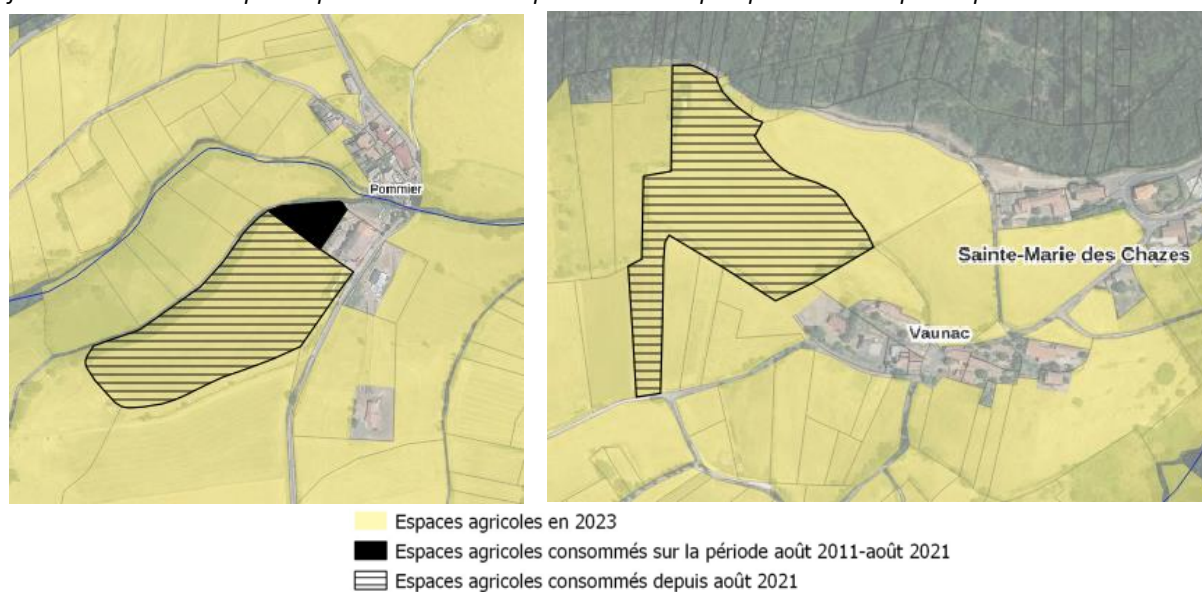 Pommier
Sainte-Marie des Chazes
Vaunac
Espaces agricoles en 2023
Espaces agricoles consommés sur la période août 2011-août 2021
Espaces agricoles consommés depuis août 2021